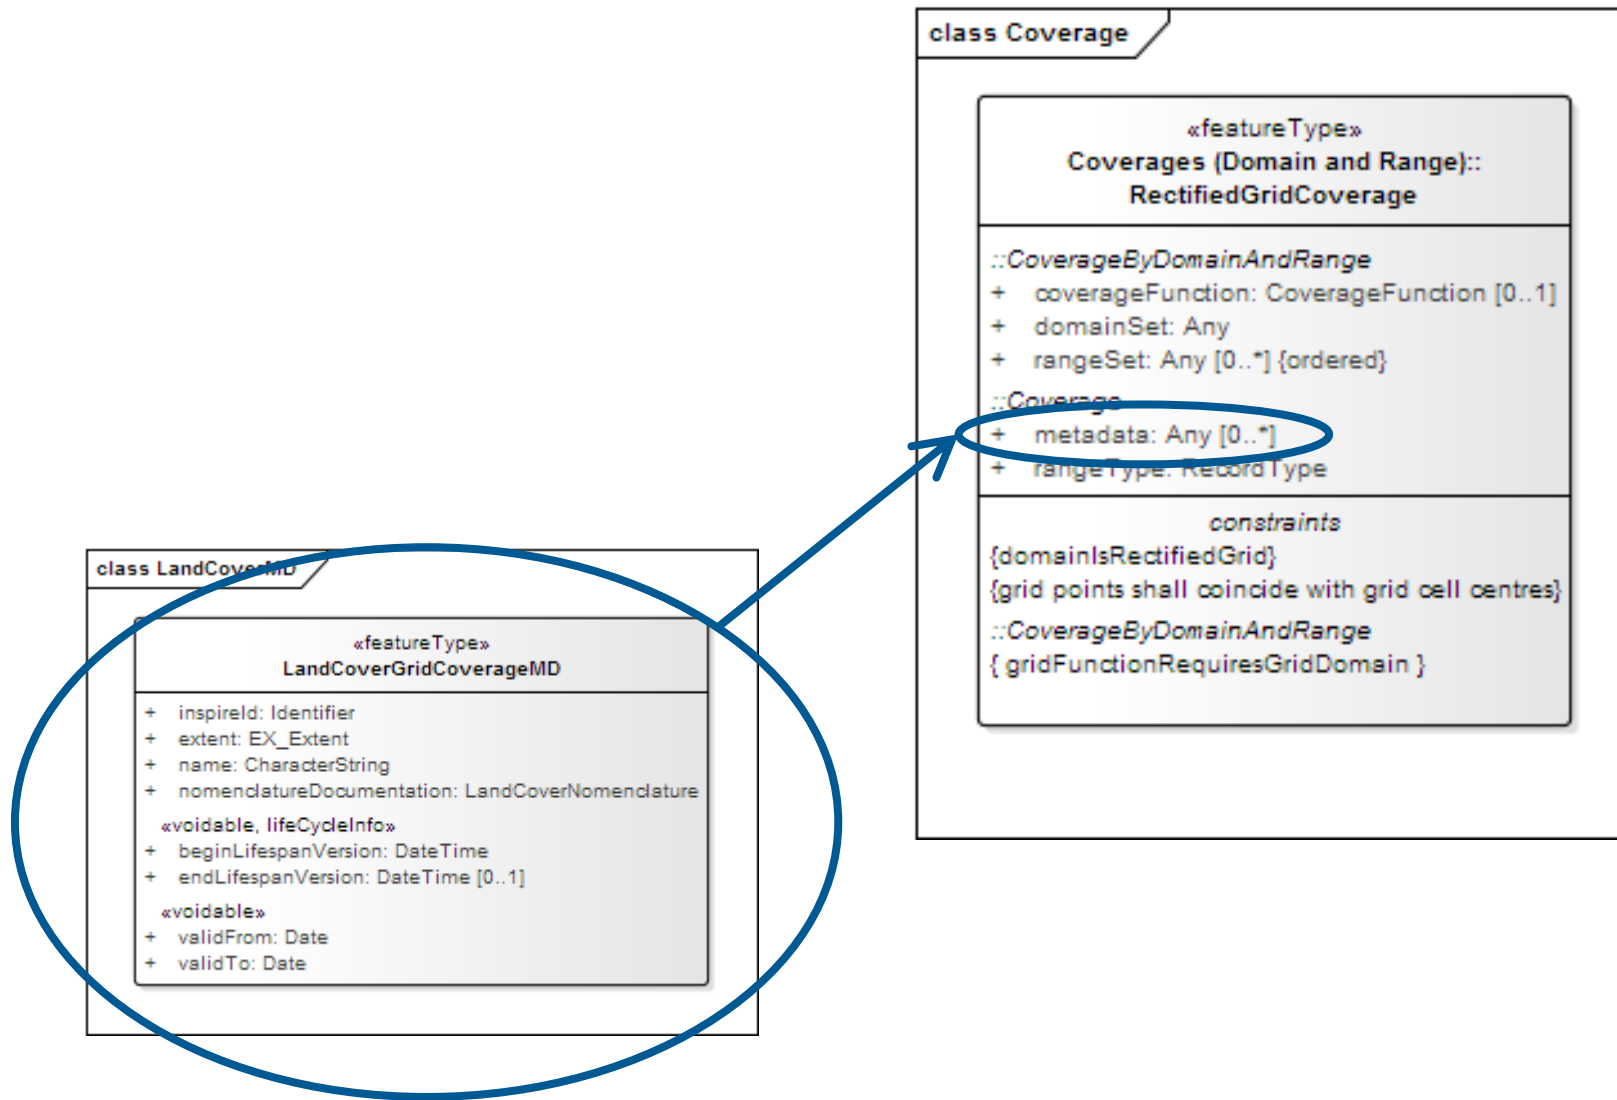 class Coverage
«featureType»
Coverages (Domain and Range)::
RectifiedGridCoverage
::CoverageByDomainAndRange
+ coverageFunction: CoverageFunction [0..1]
+ domainSet: Any
+ rangeSet: Any [0..*] {ordered}
::Coverage
+ metadata: Any [0..*]
+ rangeType: RecordType
constraints
{domainIsRectifiedGrid}
{grid points shall coincide with grid cell centres}
::CoverageByDomainAndRange
{ gridFunctionRequiresGridDomain }
class LandCoverMD
«featureType»
LandCoverGridCoverageMD
+ inspireId: Identifier
+ extent: EX_Extent
+ name: CharacterString
+ nomenclatureDocumentation: LandCoverNomenclature
«voidable, lifeCycleInfo»
+ beginLifespanVersion: DateTime
+ endLifespanVersion: DateTime [0..1]
«voidable»
+ validFrom: Date
+ validTo: Date